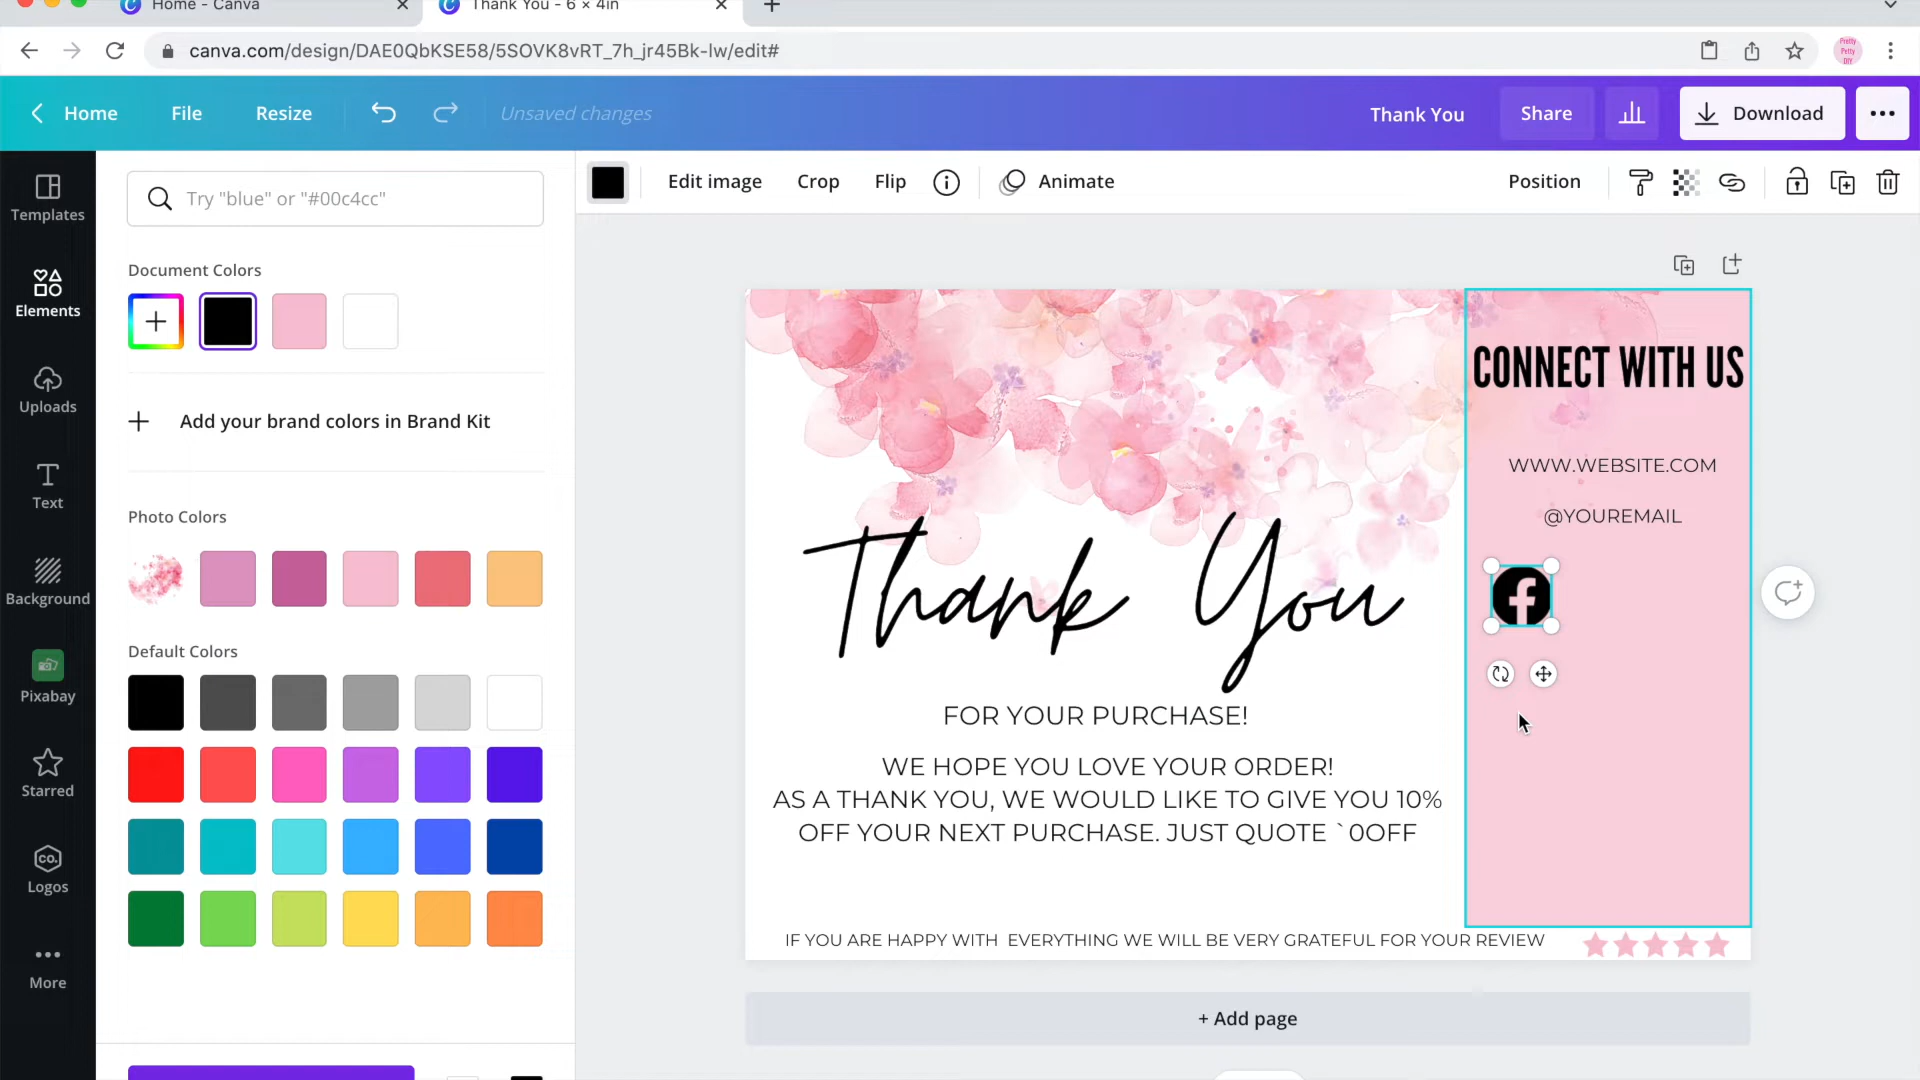 Home - Canva
Thank You - 6 × 4in
canva.com/design/DAE0QbKSE58/5SOVK8vRT_7h_jr45Bk-lw/edit#
Pretty
Petty
DIY
Home
File
Resize
Unsaved changes
Thank You
Share
Download
Templates
Elements
Uploads
Text
Background
Pixabay
Starred
CO.
Logos
More
Try "blue" or "#00c4cc"
Document Colors
Add your brand colors in Brand Kit
Photo Colors
Default Colors
Edit image
Crop
Flip
Animate
Position
Thank You
FOR YOUR PURCHASE!
WE HOPE YOU LOVE YOUR ORDER!
AS A THANK YOU, WE WOULD LIKE TO GIVE YOU 10%
OFF YOUR NEXT PURCHASE. JUST QUOTE `0OFF
IF YOU ARE HAPPY WITH EVERYTHING WE WILL BE VERY GRATEFUL FOR YOUR REVIEW
CONNECT WITH US
WWW.WEBSITE.COM
@YOUREMAIL
+ Add page